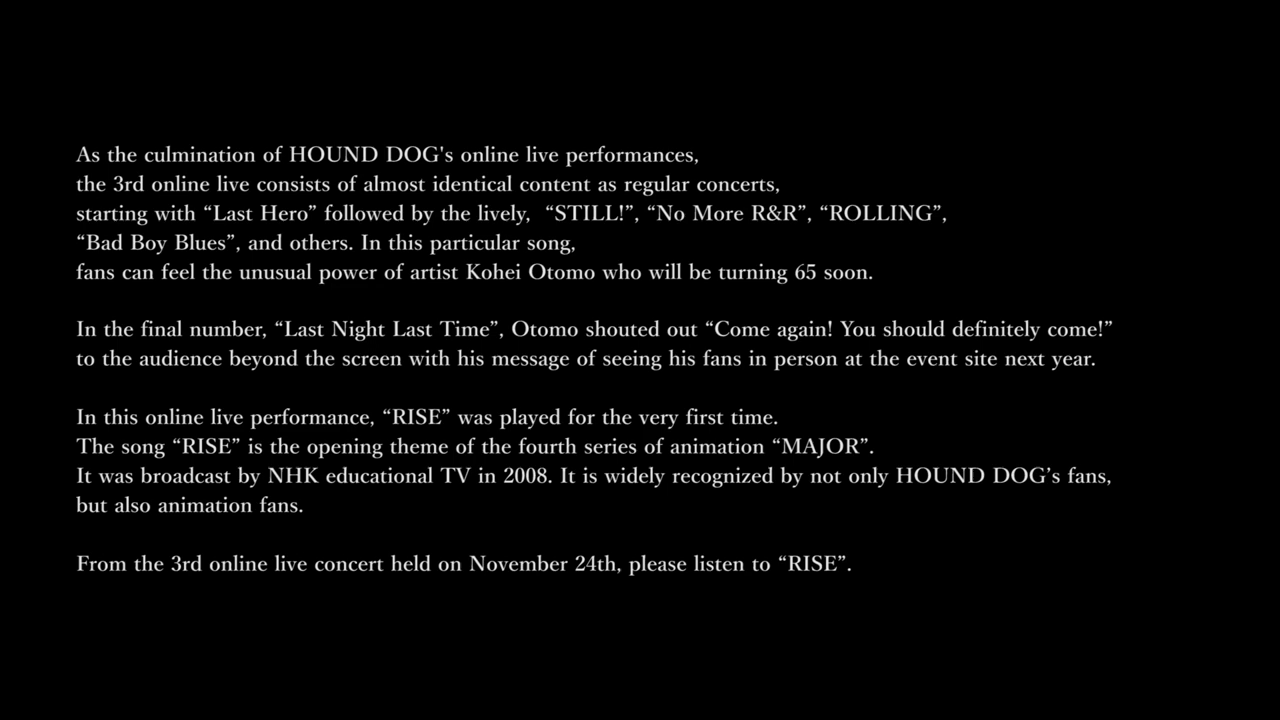 As the culmination of HOUND DOG's online live performances,
the 3rd online live consists of almost identical content as regular concerts,
starting with “Last Hero” followed by the lively,  “STILL!”, “No More R&R”, “ROLLING”,
“Bad Boy Blues”, and others. In this particular song,
fans can feel the unusual power of artist Kohei Otomo who will be turning 65 soon.
In the final number, “Last Night Last Time”, Otomo shouted out “Come again! You should definitely come!”
to the audience beyond the screen with his message of seeing his fans in person at the event site next year.
In this online live performance, “RISE” was played for the very first time.
The song “RISE” is the opening theme of the fourth series of animation “MAJOR”.
It was broadcast by NHK educational TV in 2008. It is widely recognized by not only HOUND DOG’s fans,
but also animation fans.
From the 3rd online live concert held on November 24th, please listen to “RISE”.